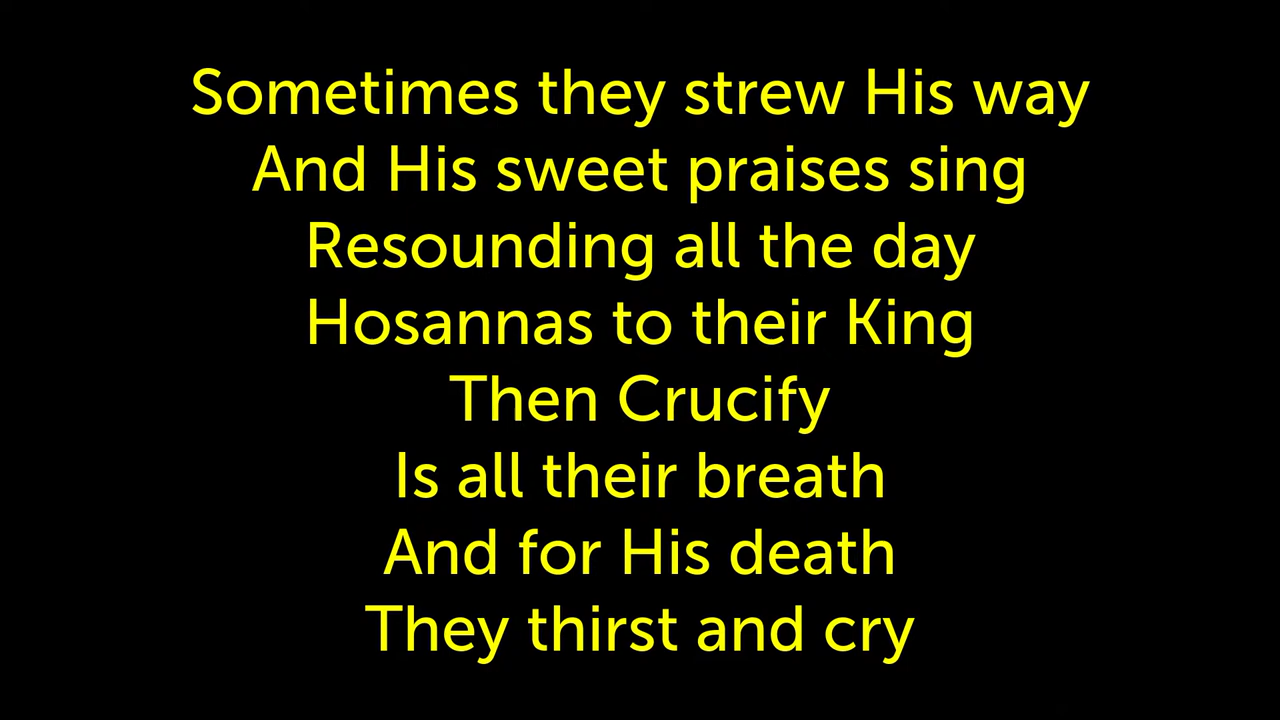 Sometimes they strew His way
And His sweet praises sing
Resounding all the day
Hosannas to their King
Then Crucify
Is all their breath
And for His death
They thirst and cry